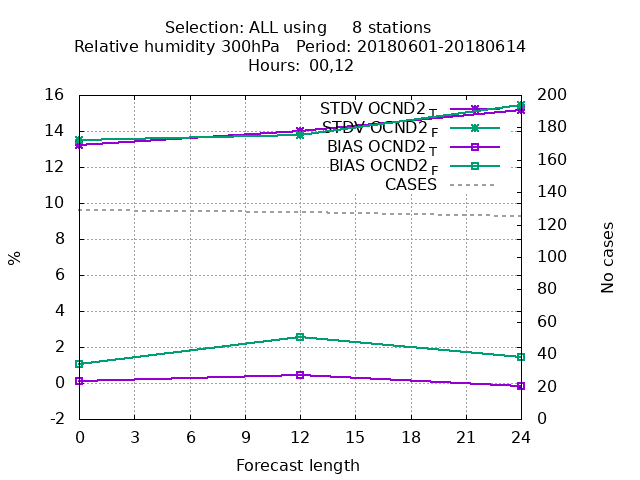 Selection: ALL using 8 stations
Relative humidity 300hPa Period: 20180601-20180614
Hours: 00,12
STDV OCND2 T
STDV OCND2 F
BIAS OCND2 T
BIAS OCND2 F
CASES
16
14
12
10
8
6
4
2
0
-2
%
200
180
160
140
120
100
80
60
40
20
0
No cases
0 3 6 9 12 15 18 21 24
Forecast length